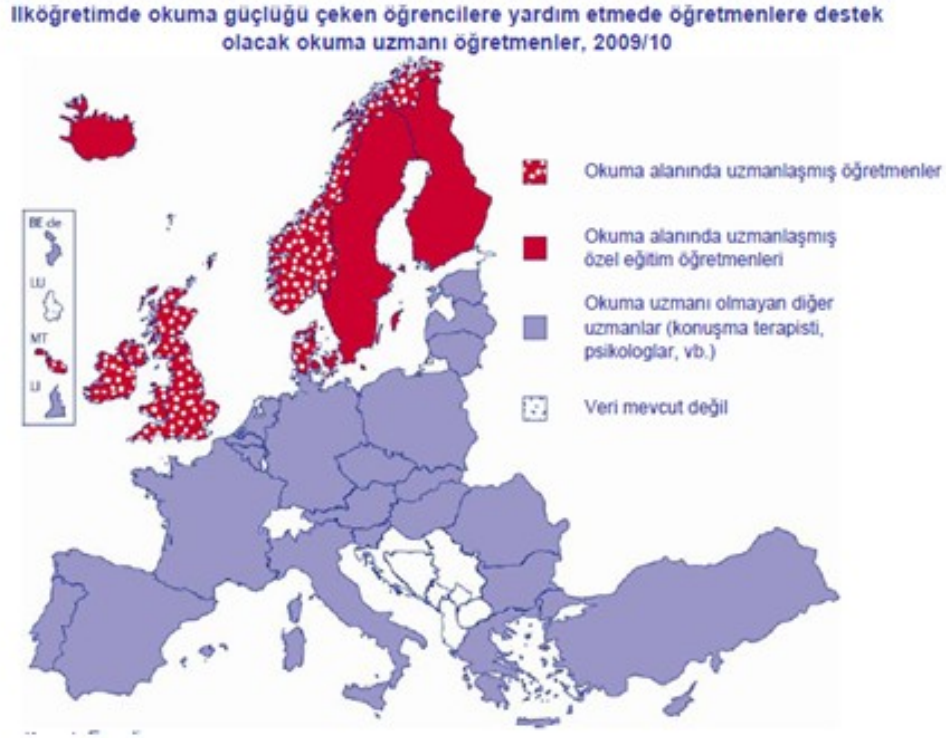 Ilköğretimde okuma güçlüğü çeken öğrencilere yardım etmede öğretmenlere destek
olacak okuma uzmanı öğretmenler, 2009/10
Okuma alanında uzmanlaşmış öğretmenler
Okuma alanında uzmanlaşmış
özel eğitim öğretmenleri
Okuma uzmanı olmayan diğer
uzmanlar (konuşma terapisti,
psikologlar, vb.)
Veri mevcut değil
BE de
LU
MT
LI